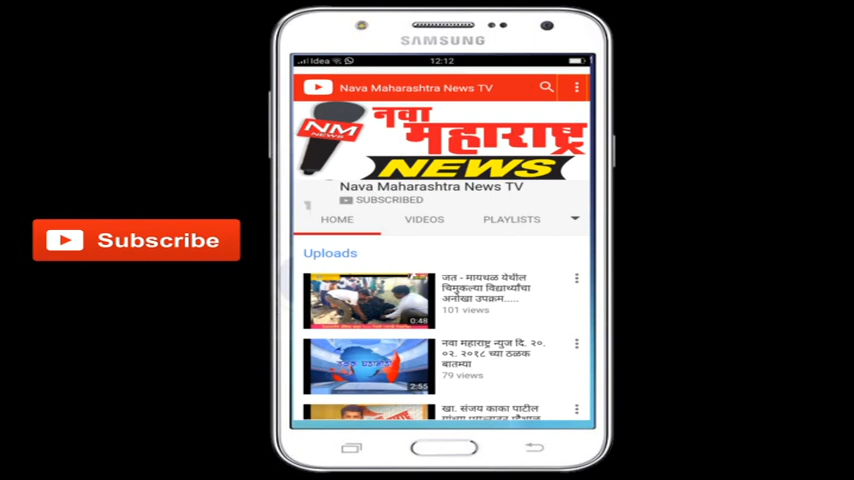 SAMSUNG
Idea
12:12
Nava Maharashtra News TV
नवा
महाराष्ट्र
NM
NEWS
NEWS
Nava Maharashtra News TV
SUBSCRIBED
HOME VIDEOS PLAYLISTS
Subscribe
Uploads
जत - मायथळ येथील
चिमुकल्या विद्यार्थ्यांचा
अनोखा उपक्रम.....
101 views
0:48
नवा महाराष्ट्र न्युज दि. २०.
०२. २०१८ च्या ठळक
बातम्या
79 views
2:55
खा. संजय काका पाटील